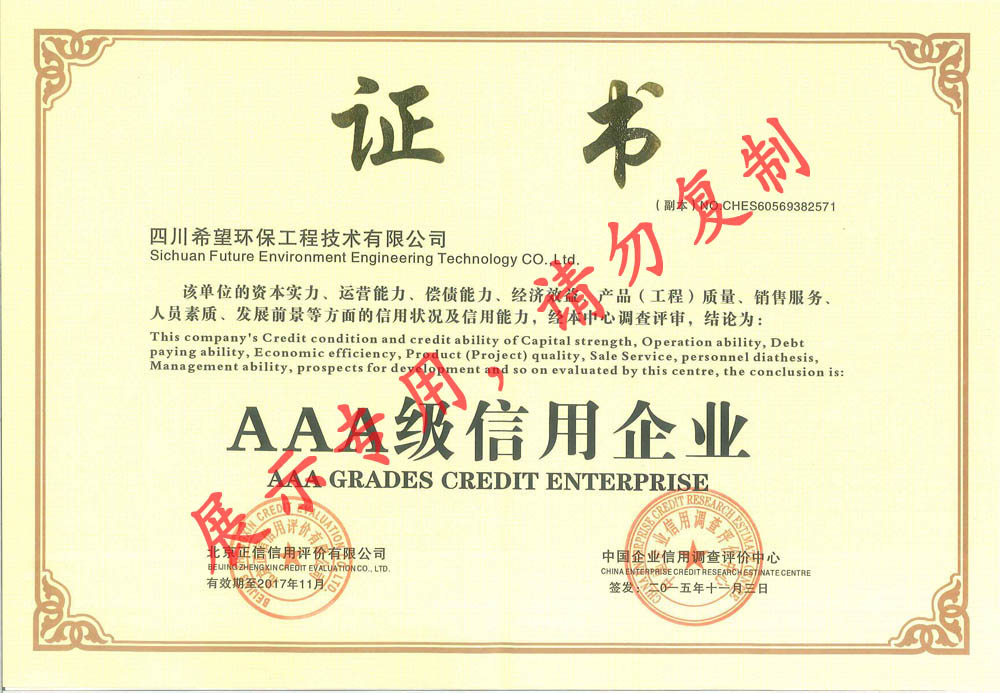 证 书
（副本）NO:CHES60569382571
四川希望环保工程技术有限公司
Sichuan Future Environment Engineering Technology CO.,Ltd.
该单位的资本实力、运营能力、偿债能力、经济效益、产品（工程）质量、销售服务、
人员素质、发展前景等方面的信用状况及信用能力，经本中心调查评审，结论为：
This company's Credit condition and credit ability of Capital strength, Operation ability, Debt
paying ability, Economic efficiency, Product (Project) quality, Sale Service, personnel diathesis,
Management ability, prospects for development and so on evaluated by this centre, the conclusion is:
AAA级信用企业
AAA GRADES CREDIT ENTERPRISE
展示专用，请勿复制
北京正信信用评价有限公司
BEIJING ZHENGXIN CREDIT EVALUATION CO., LTD
有效期至2017年11月
中国企业信用调查评价中心
CHINA ENTERPRISE CREDIT RESEARCH ESTINATE CENTRE
签发：二0一五年十一月三日